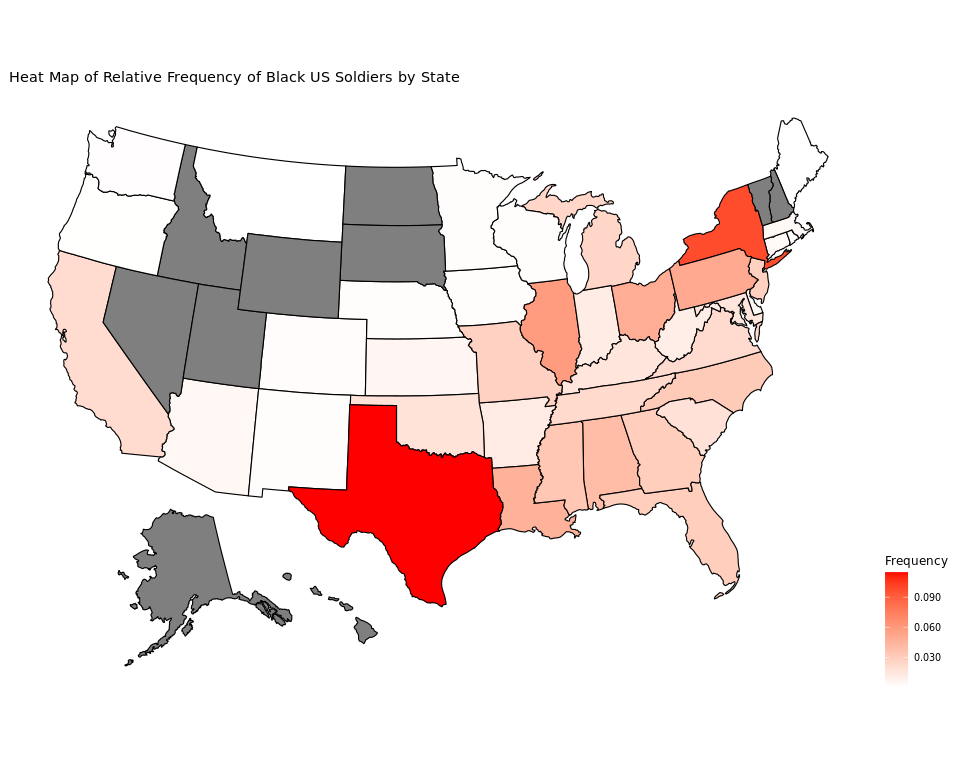 Heat Map of Relative Frequency of Black US Soldiers by State
Frequency
0.090
0.060
0.030